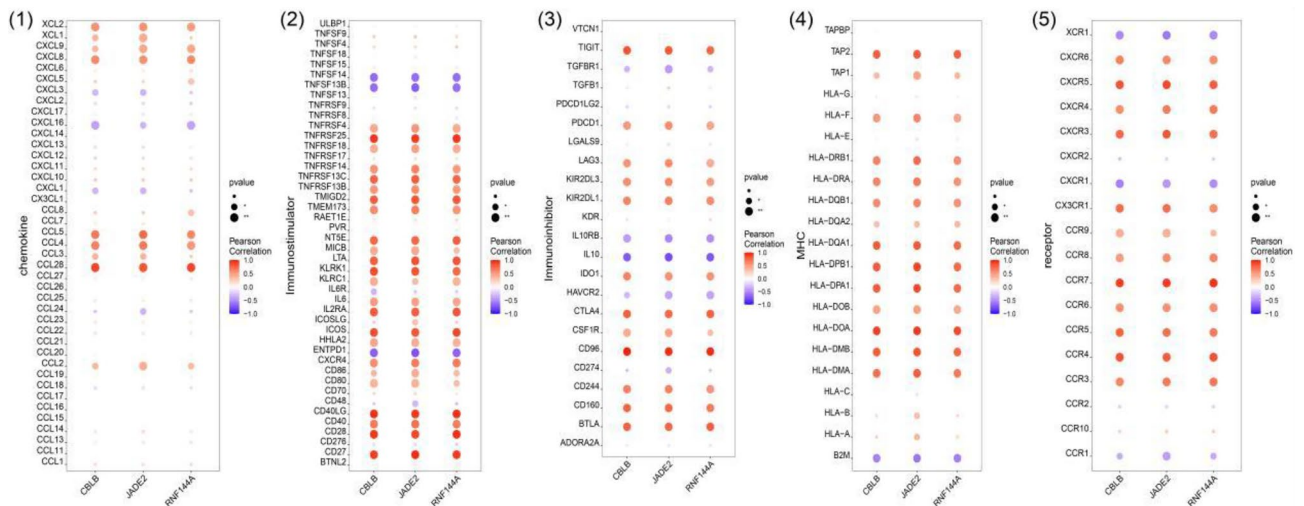 (1)
XCL2
XCL1
CXCL9
CXCL8
CXCL6
CXCL5
CXCL3
CXCL2
CXCL17
CXCL16
CXCL14
CXCL13
CXCL12
CXCL11
CXCL10
CXCL1
CX3CL1
CCL8
CCL7
CCL5
CCL4
CCL3
CCL28
CCL27
CCL26
CCL25
CCL24
CCL23
CCL22
CCL21
CCL20
CCL2
CCL19
CCL18
CCL17
CCL16
CCL15
CCL14
CCL13
CCL11
CCL1
chemokine
CBLB
JADE2
RNF144A
pvalue
*
**
Pearson
Correlation
1.0
0.5
0.0
−0.5
−1.0
(2)
ULBP1
TNFSF9
TNFSF4
TNFSF18
TNFSF15
TNFSF14
TNFSF13B
TNFSF13
TNFRSF9
TNFRSF8
TNFRSF4
TNFRSF25
TNFRSF18
TNFRSF17
TNFRSF14
TNFRSF13C
TNFRSF13B
TMIGD2
TMEM173
RAET1E
PVR
NT5E
MICB
LTA
KLRK1
KLRC1
IL6R
IL6
IL2RA
ICOSLG
ICOS
HHLA2
ENTPD1
CXCR4
CD86
CD80
CD70
CD48
CD40LG
CD40
CD28
CD276
CD27
BTNL2
Immunostimulator
CBLB
JADE2
RNF144A
pvalue
*
**
Pearson
Correlation
1.0
0.5
0.0
−0.5
−1.0
(3)
VTCN1
TIGIT
TGFBR1
TGFB1
PDCD1LG2
PDCD1
LGALS9
LAG3
KIR2DL3
KIR2DL1
KDR
IL10RB
IL10
IDO1
HAVCR2
CTLA4
CSF1R
CD96
CD274
CD244
CD160
BTLA
ADORA2A
Immunoinhibitor
CBLB
JADE2
RNF144A
pvalue
*
**
Pearson
Correlation
1.0
0.5
0.0
−0.5
−1.0
(4)
TAPBP
TAP2
TAP1
HLA-G
HLA-F
HLA-E
HLA-DRB1
HLA-DRA
HLA-DQB1
HLA-DQA2
HLA-DQA1
HLA-DPB1
HLA-DPA1
HLA-DOB
HLA-DOA
HLA-DMB
HLA-DMA
HLA-C
HLA-B
HLA-A
B2M
MHC
CBLB
JADE2
RNF144A
pvalue
*
**
Pearson
Correlation
1.0
0.5
0.0
−0.5
−1.0
(5)
XCR1
CXCR6
CXCR5
CXCR4
CXCR3
CXCR2
CXCR1
CX3CR1
CCR9
CCR8
CCR7
CCR6
CCR5
CCR4
CCR3
CCR2
CCR10
CCR1
receptor
CBLB
JADE2
RNF144A
pvalue
*
**
Pearson
Correlation
1.0
0.5
0.0
−0.5
−1.0